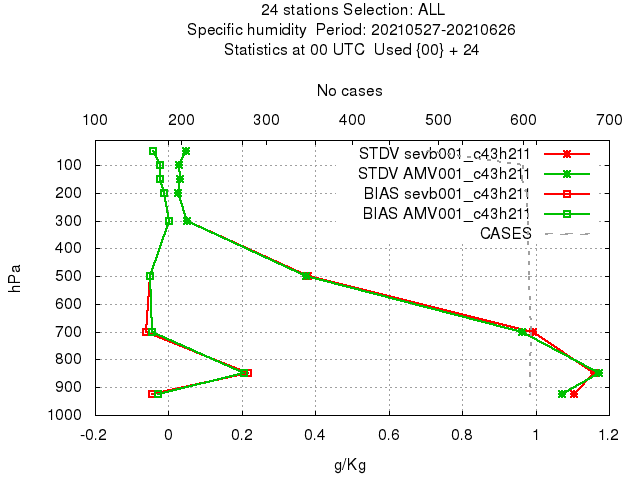 24 stations Selection: ALL
Specific humidity  Period: 20210527-20210626
Statistics at 00 UTC  Used {00} + 24
No cases
100 200 300 400 500 600 700
STDV sevb001_c43h211
STDV AMV001_c43h211
BIAS sevb001_c43h211
BIAS AMV001_c43h211
CASES
hPa
100
200
300
400
500
600
700
800
900
1000
-0.2 0 0.2 0.4 0.6 0.8 1 1.2
g/Kg